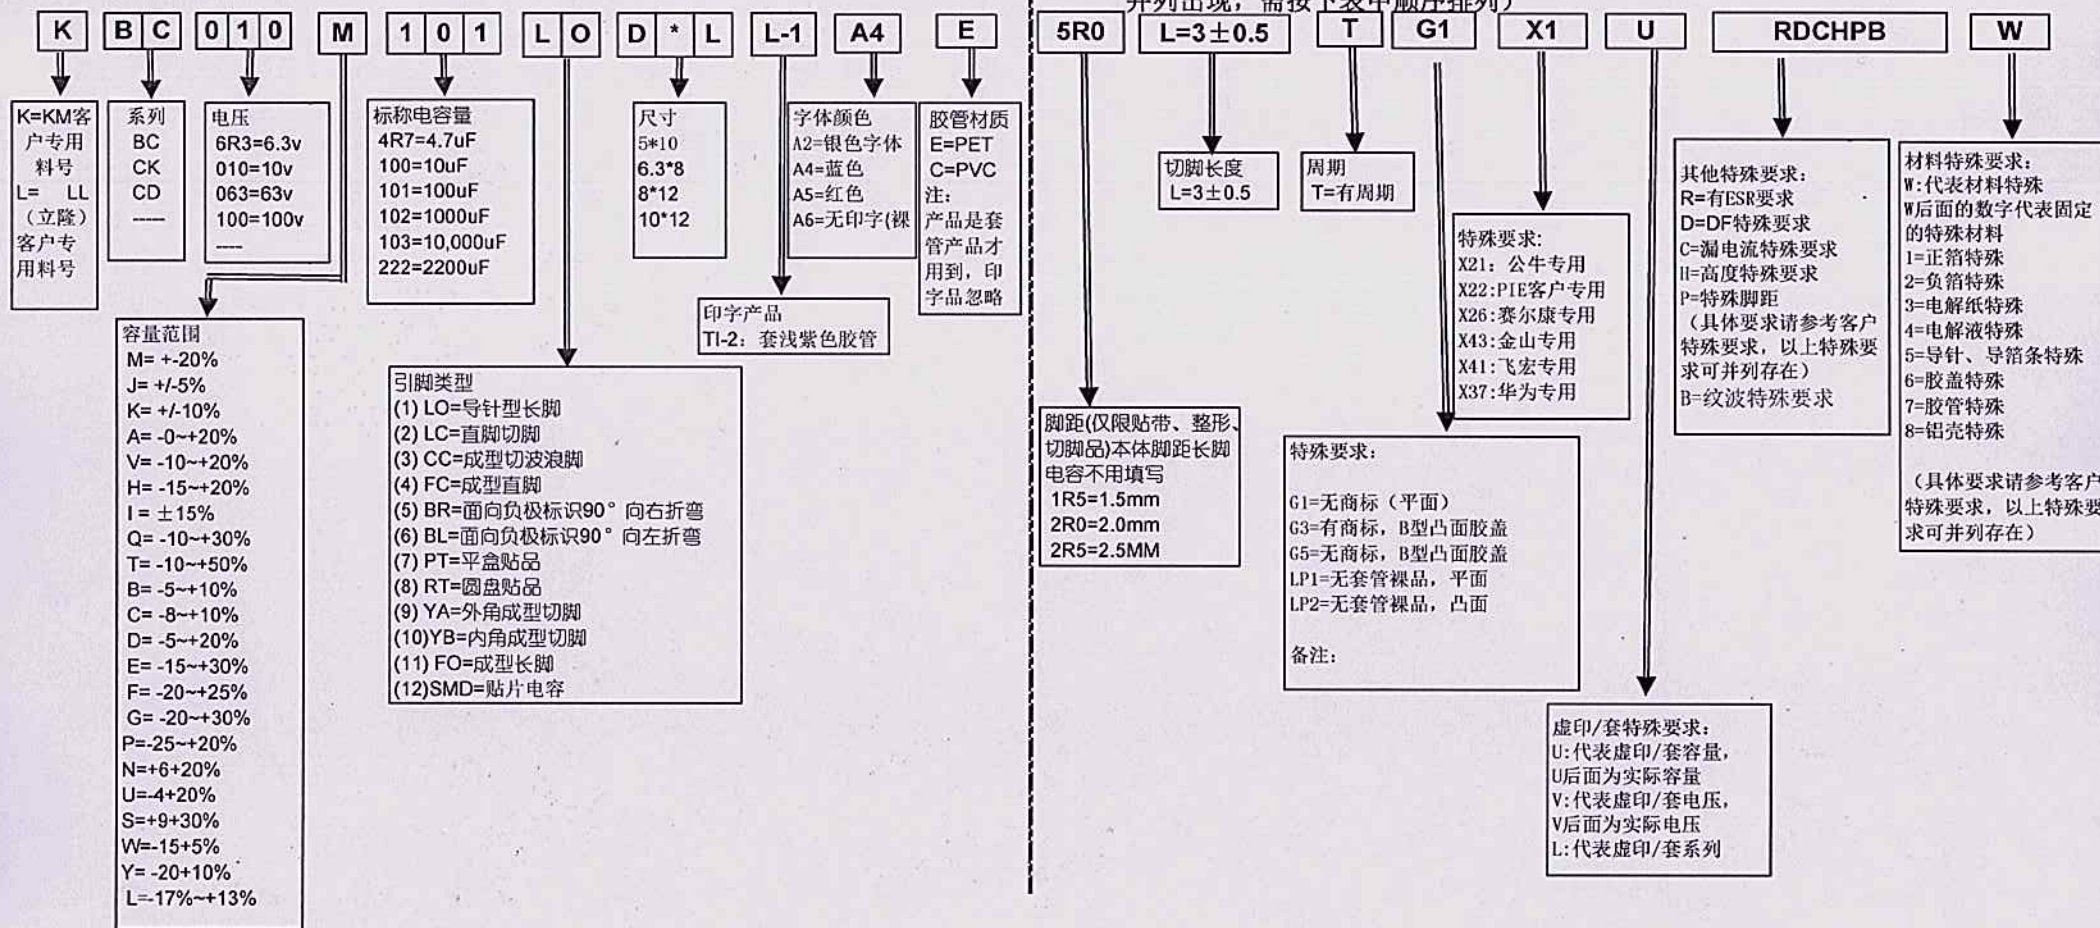 并列出现，需按下表中顺序排列）
K BC 010 M 101 LO D*L L-1 A4 E 5R0 L=3±0.5 T G1 X1 U RDCHPB W
K=KM客
户专用
料号
L= LL
（立隆）
客户专
用料号
系列
BC
CK
CD
-----
电压
6R3=6.3v
010=10v
063=63v
100=100v
----
标称电容量
4R7=4.7uF
100=10uF
101=100uF
102=1000uF
103=10,000uF
222=2200uF
尺寸
5*10
6.3*8
8*12
10*12
字体颜色
A2=银色字体
A4=蓝色
A5=红色
A6=无印字(裸
胶管材质
E=PET
C=PVC
注：
产品是套
管产品才
用到，印
字品忽略
印字产品
TI-2：套浅紫色胶管
容量范围
M= +-20%
J= +/-5%
K= +/-10%
A= -0~+20%
V= -10~+20%
H= -15~+20%
I = ±15%
Q= -10~+30%
T= -10~+50%
B= -5~+10%
C= -8~+10%
D= -5~+20%
E= -15~+30%
F= -20~+25%
G= -20~+30%
P=-25~+20%
N=+6+20%
U=-4+20%
S=+9+30%
W=-15+5%
Y= -20+10%
L=-17%~+13%
引脚类型
(1) LO=导针型长脚
(2) LC=直脚切脚
(3) CC=成型切波浪脚
(4) FC=成型直脚
(5) BR=面向负极标识90° 向右折弯
(6) BL=面向负极标识90° 向左折弯
(7) PT=平盒贴品
(8) RT=圆盘贴品
(9) YA=外角成型切脚
(10)YB=内角成型切脚
(11) FO=成型长脚
(12)SMD=贴片电容
脚距(仅限贴带、整形、
切脚品)本体脚距长脚
电容不用填写
1R5=1.5mm
2R0=2.0mm
2R5=2.5MM
切脚长度
L=3±0.5
周期
T=有周期
特殊要求：
G1=无商标（平面）
G3=有商标，B型凸面胶盖
G5=无商标，B型凸面胶盖
LP1=无套管裸品，平面
LP2=无套管裸品，凸面
备注：
特殊要求:
X21：公牛专用
X22:PIE客户专用
X26:赛尔康专用
X43:金山专用
X41:飞宏专用
X37:华为专用
虚印/套特殊要求：
U:代表虚印/套容量，
U后面为实际容量
V:代表虚印/套电压，
V后面为实际电压
L:代表虚印/套系列
其他特殊要求：
R=有ESR要求
D=DF特殊要求
C=漏电流特殊要求
H=高度特殊要求
P=特殊脚距
（具体要求请参考客户
特殊要求，以上特殊要
求可并列存在）
B=纹波特殊要求
材料特殊要求：
W:代表材料特殊
W后面的数字代表固定
的特殊材料
1=正箔特殊
2=负箔特殊
3=电解纸特殊
4=电解液特殊
5=导针、导箔条特殊
6=胶盖特殊
7=胶管特殊
8=铝壳特殊
（具体要求请参考客户
特殊要求，以上特殊要
求可并列存在）